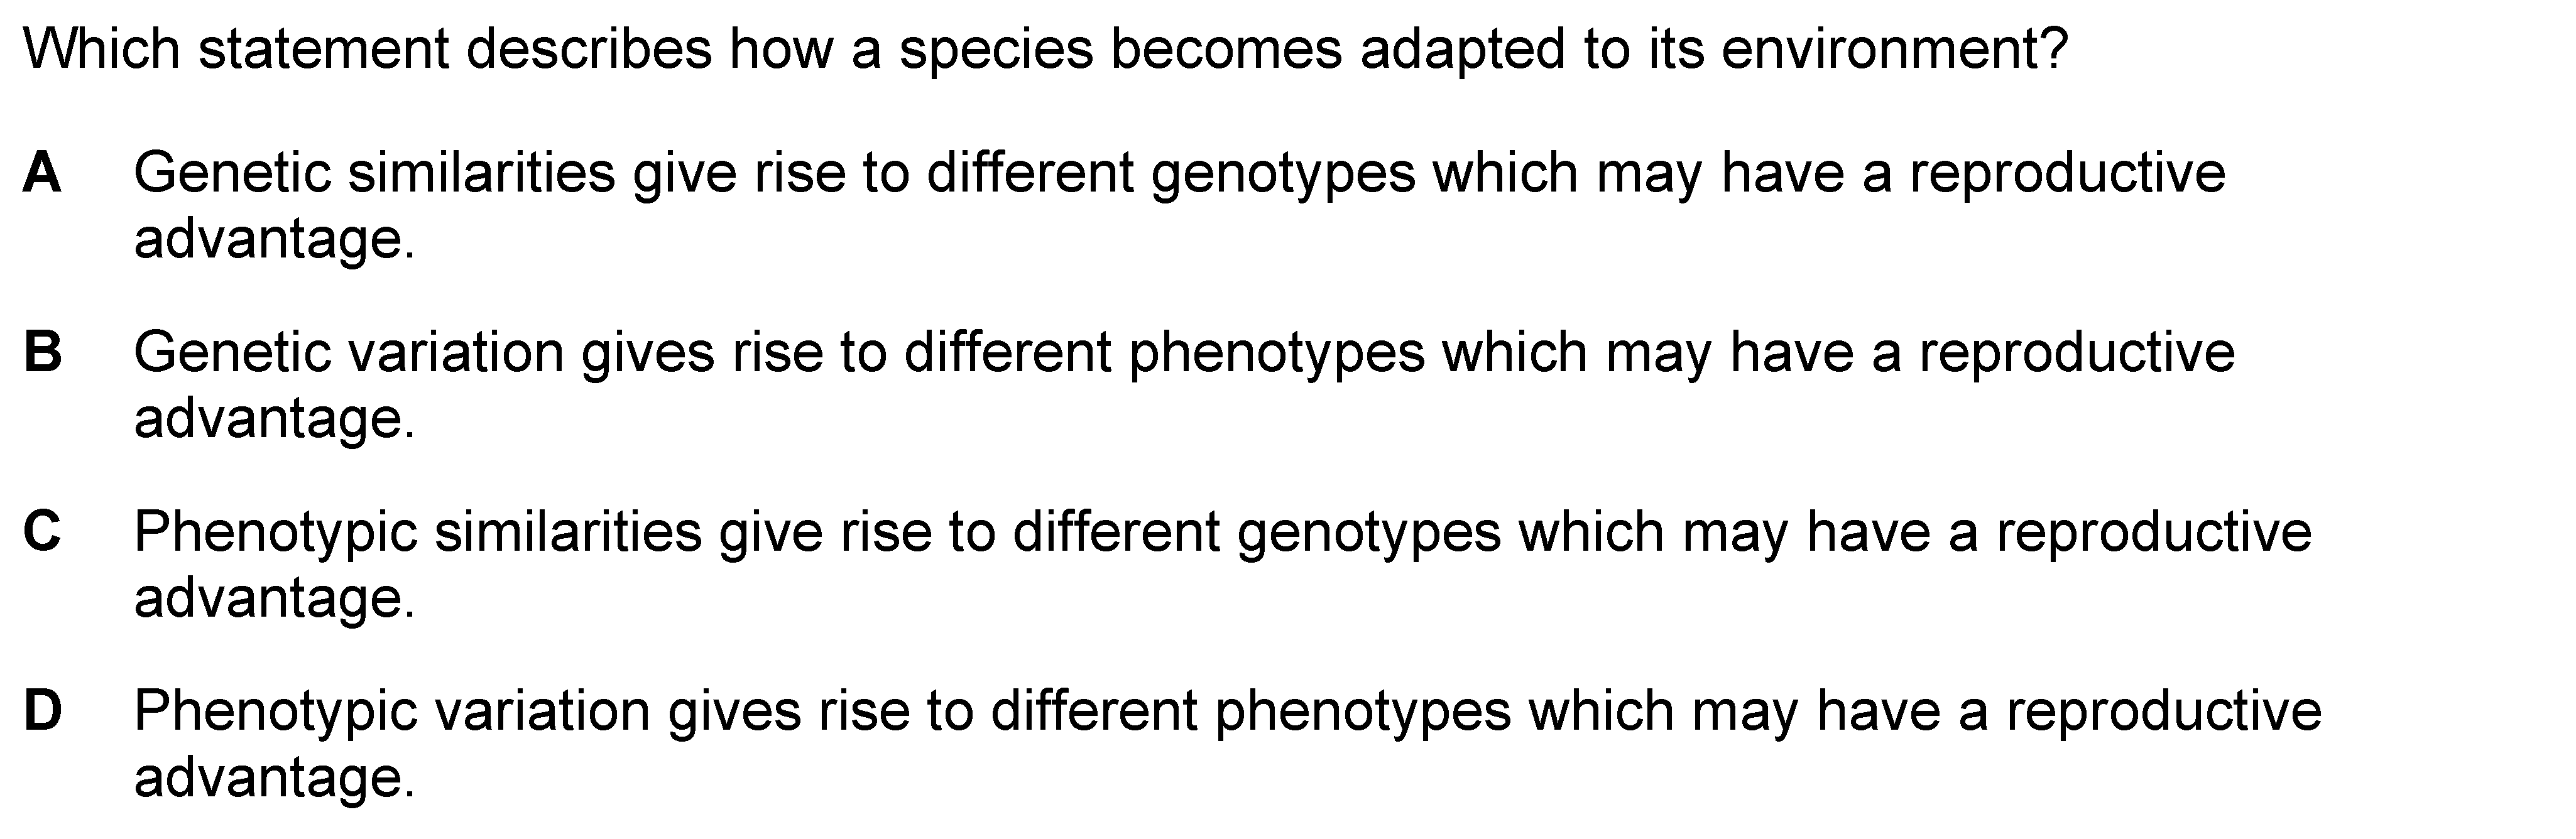 Which statement describes how a species becomes adapted to its environment?
A Genetic similarities give rise to different genotypes which may have a reproductive
advantage.
B Genetic variation gives rise to different phenotypes which may have a reproductive
advantage.
C Phenotypic similarities give rise to different genotypes which may have a reproductive
advantage.
D Phenotypic variation gives rise to different phenotypes which may have a reproductive
advantage.